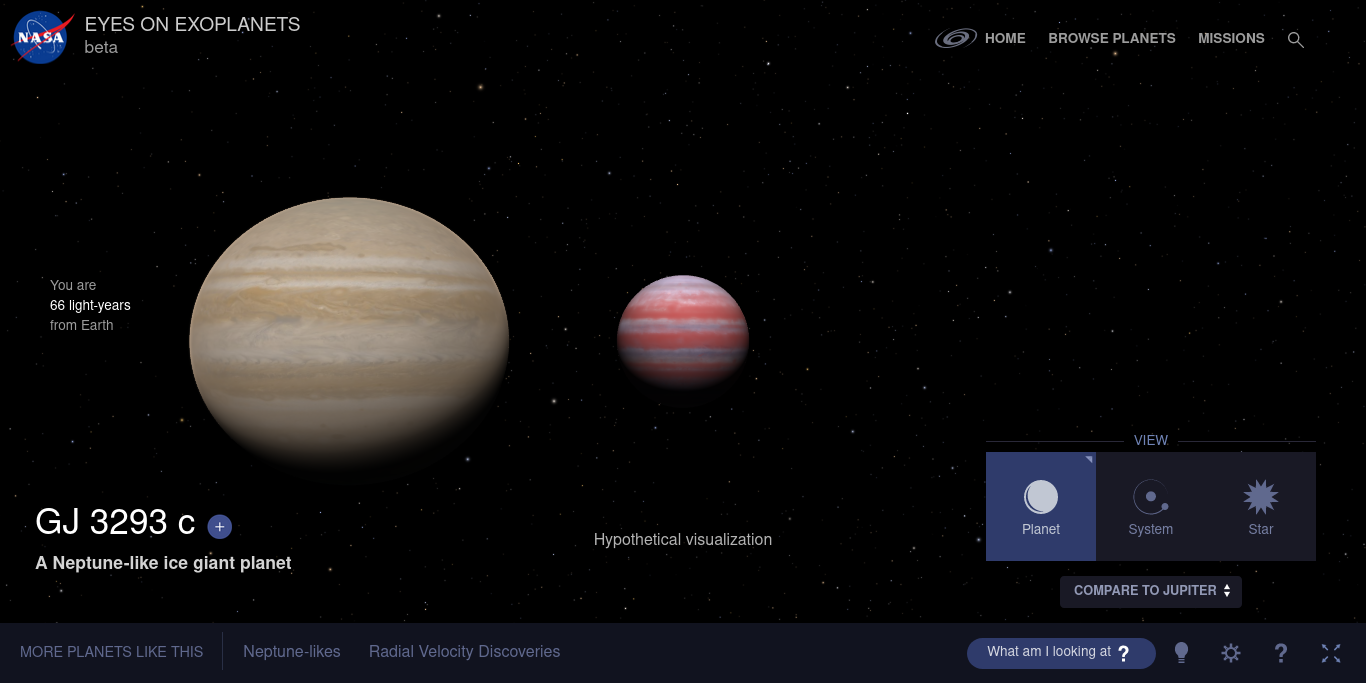 NASA
EYES ON EXOPLANETS
beta
HOME
BROWSE PLANETS
MISSIONS
You are
66 light-years
from Earth
GJ 3293 c +
A Neptune-like ice giant planet
Hypothetical visualization
VIEW
Planet
System
Star
COMPARE TO JUPITER
MORE PLANETS LIKE THIS
Neptune-likes
Radial Velocity Discoveries
What am I looking at ?
?